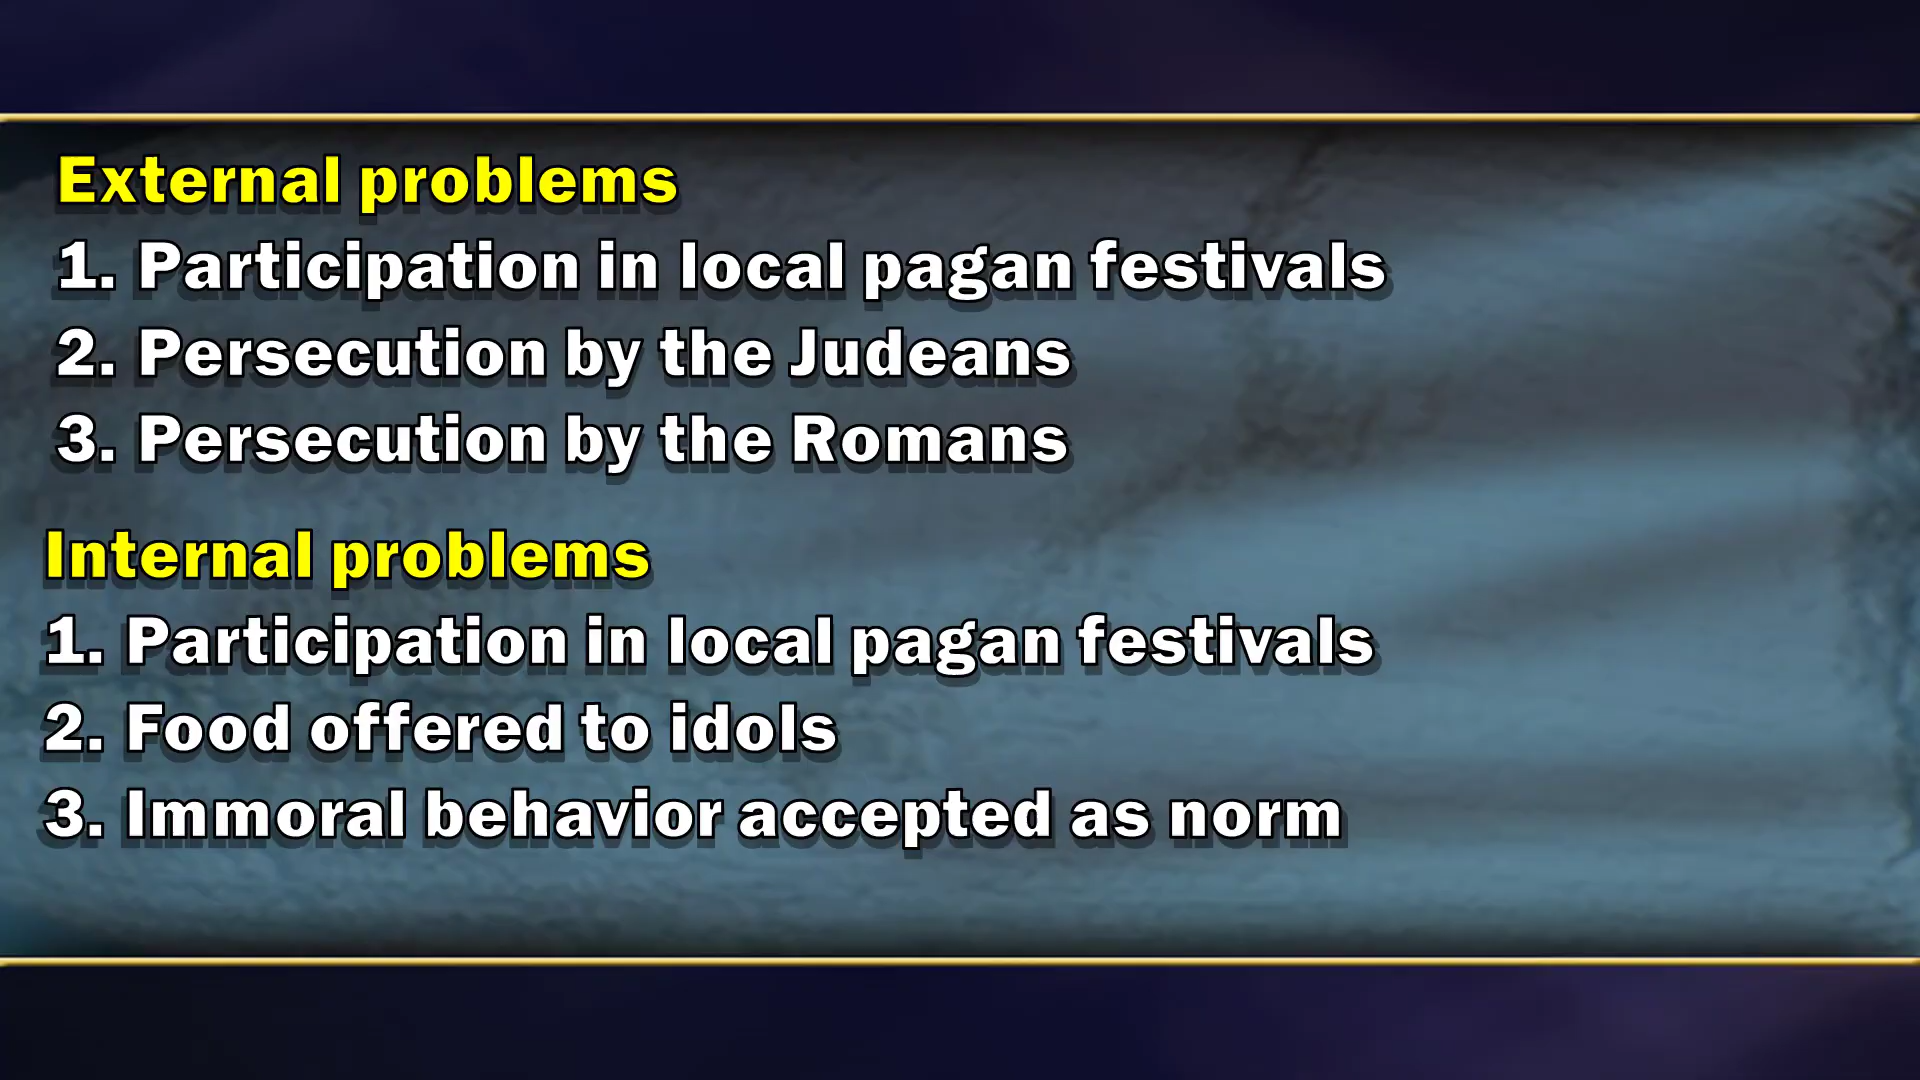 External problems
1. Participation in local pagan festivals
2. Persecution by the Judeans
3. Persecution by the Romans
Internal problems
1. Participation in local pagan festivals
2. Food offered to idols
3. Immoral behavior accepted as norm